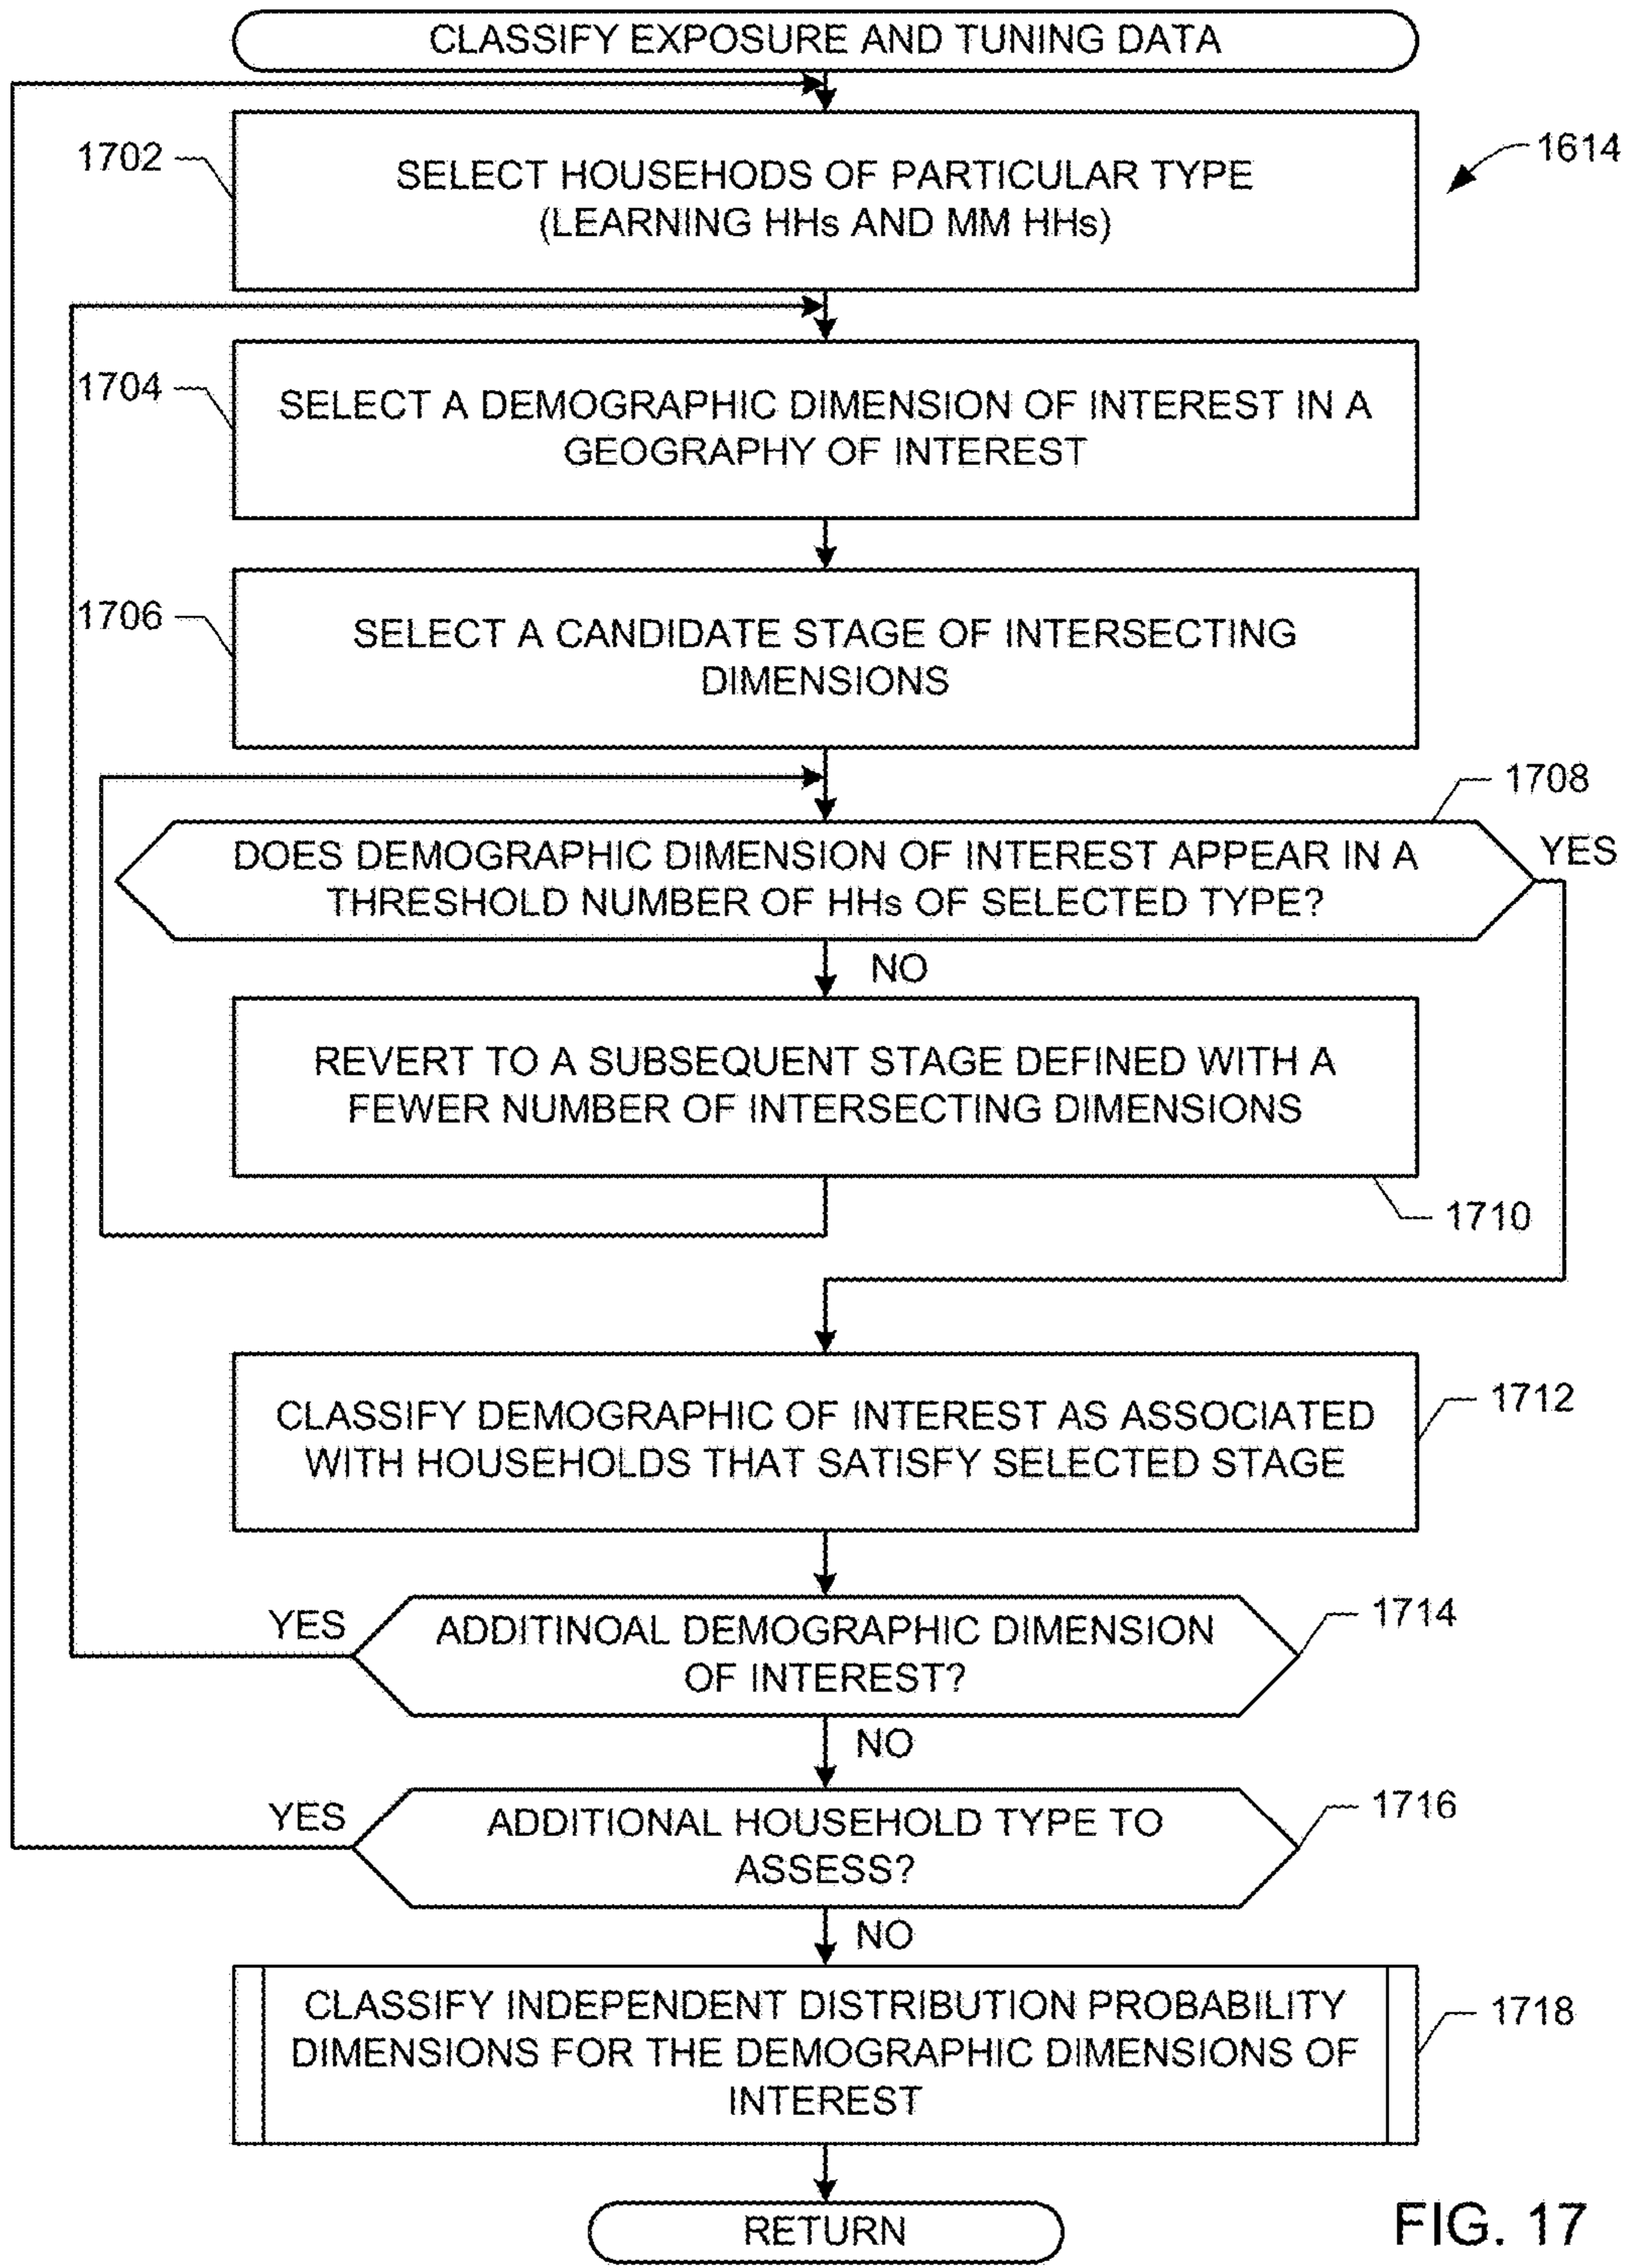 CLASSIFY EXPOSURE AND TUNING DATA
1702
SELECT HOUSEHODS OF PARTICULAR TYPE
(LEARNING HHs AND MM HHs)
1614
1704
SELECT A DEMOGRAPHIC DIMENSION OF INTEREST IN A
GEOGRAPHY OF INTEREST
1706
SELECT A CANDIDATE STAGE OF INTERSECTING
DIMENSIONS
1708
DOES DEMOGRAPHIC DIMENSION OF INTEREST APPEAR IN A
THRESHOLD NUMBER OF HHs OF SELECTED TYPE?
YES
NO
REVERT TO A SUBSEQUENT STAGE DEFINED WITH A
FEWER NUMBER OF INTERSECTING DIMENSIONS
1710
CLASSIFY DEMOGRAPHIC OF INTEREST AS ASSOCIATED
WITH HOUSEHOLDS THAT SATISFY SELECTED STAGE
1712
YES
ADDITINOAL DEMOGRAPHIC DIMENSION
OF INTEREST?
1714
NO
YES
ADDITIONAL HOUSEHOLD TYPE TO
ASSESS?
1716
NO
CLASSIFY INDEPENDENT DISTRIBUTION PROBABILITY
DIMENSIONS FOR THE DEMOGRAPHIC DIMENSIONS OF
INTEREST
1718
RETURN
FIG. 17